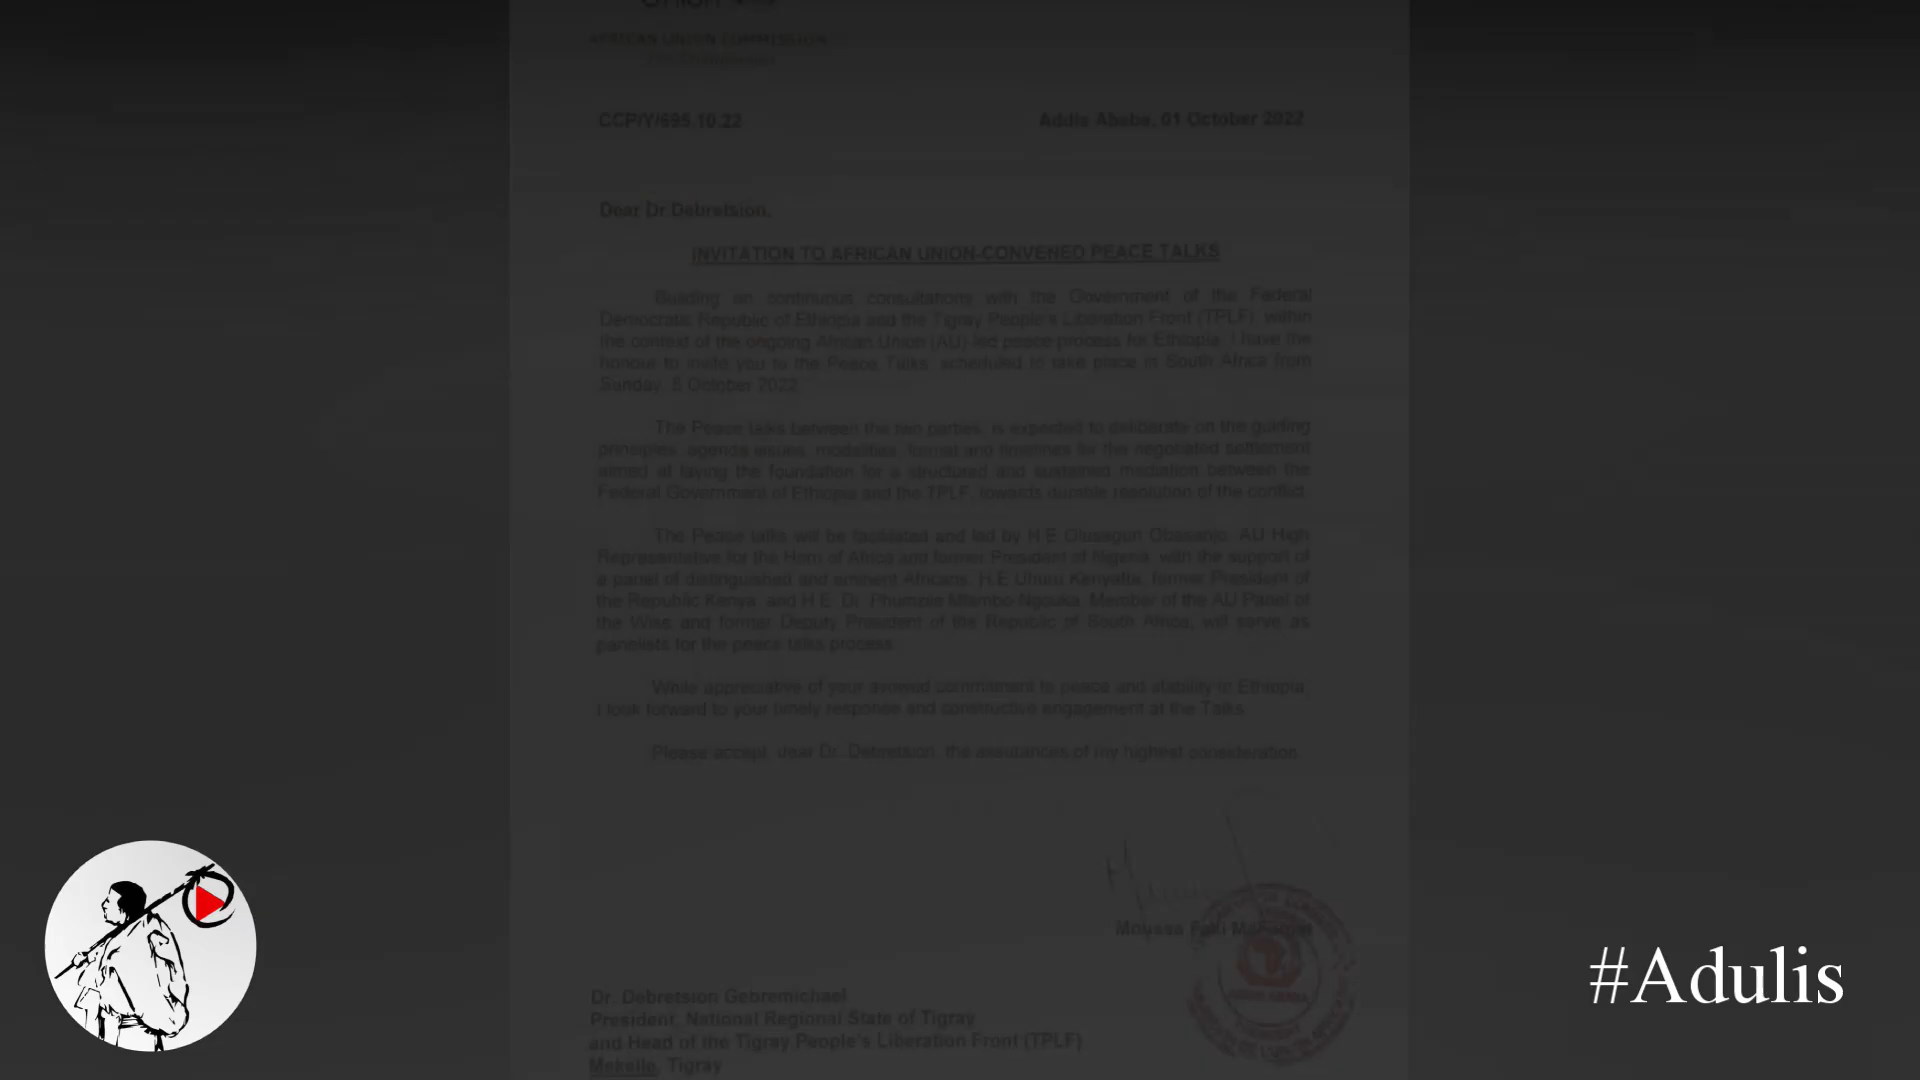 AFRICAN UNION COMMISSION
CCP/Y/695.10.22
Addis Ababa, 01 October 2022
Dear Dr Debretsion,
INVITATION TO AFRICAN UNION-CONVENED PEACE TALKS
Building on continuous consultations with the Government of the Federal
Democratic Republic of Ethiopia and the Tigray People's Liberation Front (TPLF), within
the context of the ongoing African Union (AU)-led peace process for Ethiopia, I have the
honour to invite you to the Peace Talks, scheduled to take place in South Africa from
Sunday, October 2022
The Peace talks between the two parties, is expected to deliberate on the guiding
principles, agenda issues, modalities, format and timelines for the negotiated settlement
aimed at laying the foundation for a structured and sustained mediation between the
Federal Government of Ethiopia and the TPLF, towards durable resolution of the conflict.
The Peace talks will be facilitated and led by H.E Olusegun Obasanjo, AU High
Representative for the Horn of Africa and former President of Nigeria, with the support of
a panel of distinguished and eminent Africans. H.E Uhuru Kenyatta, former President of
the Republic Kenya, and H.E. Dr. Phumzile Mlambo-Ngcuka, Member of the AU Panel of
the Wise and former Deputy President of the Republic of South Africa, will serve as
panelists for the peace talks process.
While appreciative of your avowed commitment to peace and stability in Ethiopia,
I look forward to your timely response and constructive engagement at the Talks.
Please accept, dear Dr. Debretsion, the assurances of my highest consideration.
Moussa Faki Mahamat
Dr. Debretsion Gebremichael
President, National Regional State of Tigray
and Head of the Tigray People's Liberation Front (TPLF)
Mekelle, Tigray
#Adulis